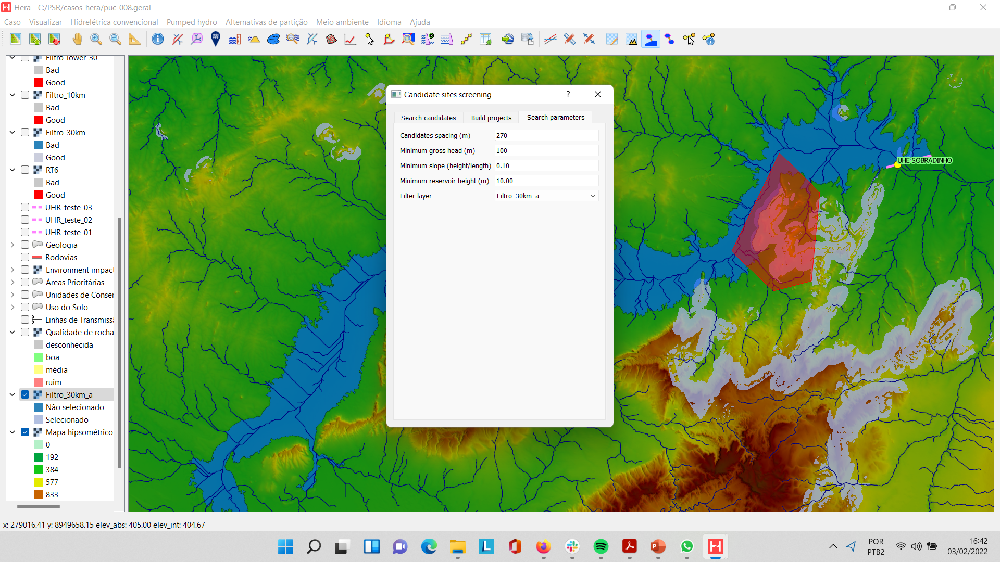 Hera - C:/PSR/casos_hera/puc_008.geral
Caso Visualizar Hidrelétrica convencional Pumped hydro Alternativas de partição Meio ambiente Idioma Ajuda
Filtro_lower_30
Bad
Good
Filtro_10km
Bad
Good
Filtro_30km
Bad
Good
RT6
Bad
Good
UHR_teste_03
UHR_teste_02
UHR_teste_01
Geologia
Rodovias
Environment impact
Áreas Prioritárias
Unidades de Conser
Uso do Solo
Linhas de Transmissã
Qualidade de rocha
desconhecida
boa
média
ruim
Filtro_30km_a
Não selecionado
Selecionado
Mapa hipsométrico
0
192
384
577
833
Candidate sites screening ?
Search candidates Build projects Search parameters
Candidates spacing (m) 270
Minimum gross head (m) 100
Minimum slope (height/length) 0.10
Minimum reservoir height (m) 10.00
Filter layer Filtro_30km_a
UHE SOBRADINHO
x: 279016.41 y: 8949658.15 elev_abs: 405.00 elev_int: 404.67
POR
PTB2
16:42
03/02/2022